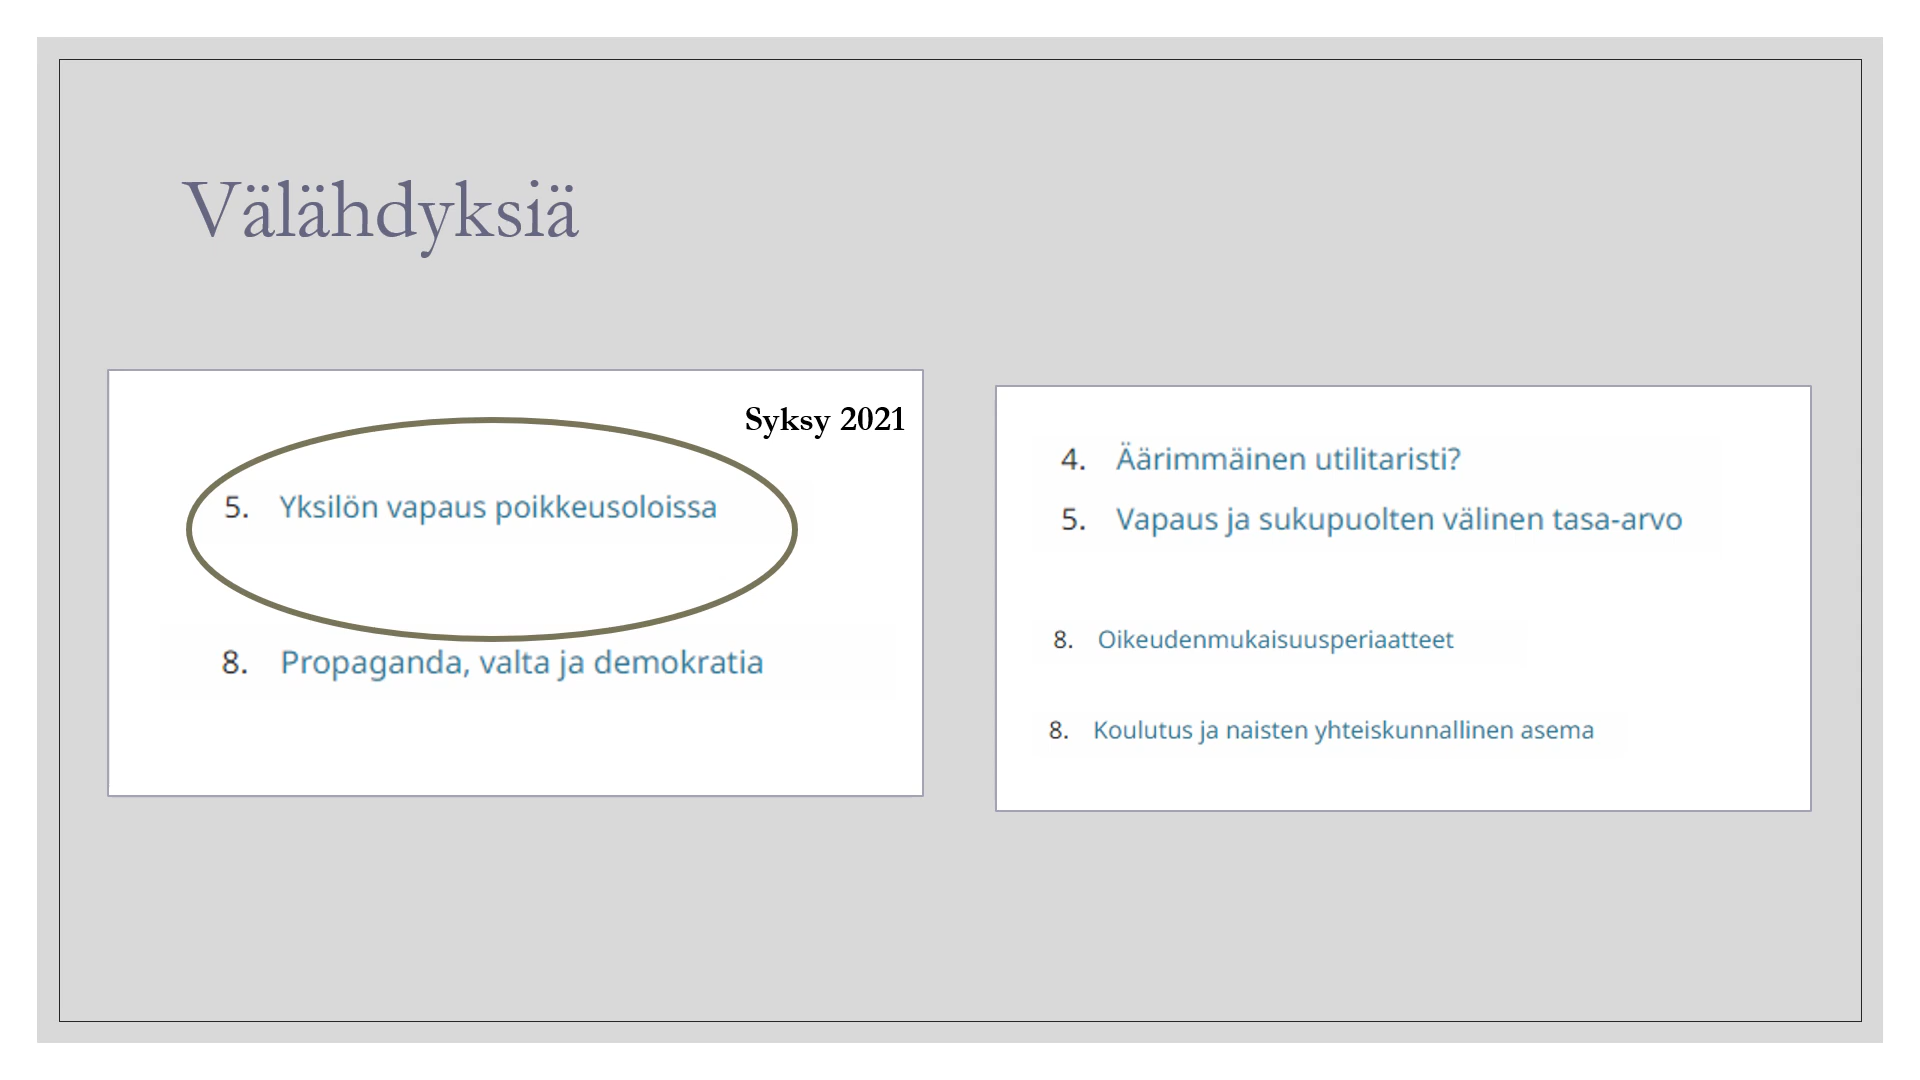 Välähdyksiä
Syksy 2021
5. Yksilön vapaus poikkeusoloissa
8. Propaganda, valta ja demokratia
4. Äärimmäinen utilitaristi?
5. Vapaus ja sukupuolten välinen tasa-arvo
8. Oikeudenmukaisuusperiaatteet
8. Koulutus ja naisten yhteiskunnallinen asema